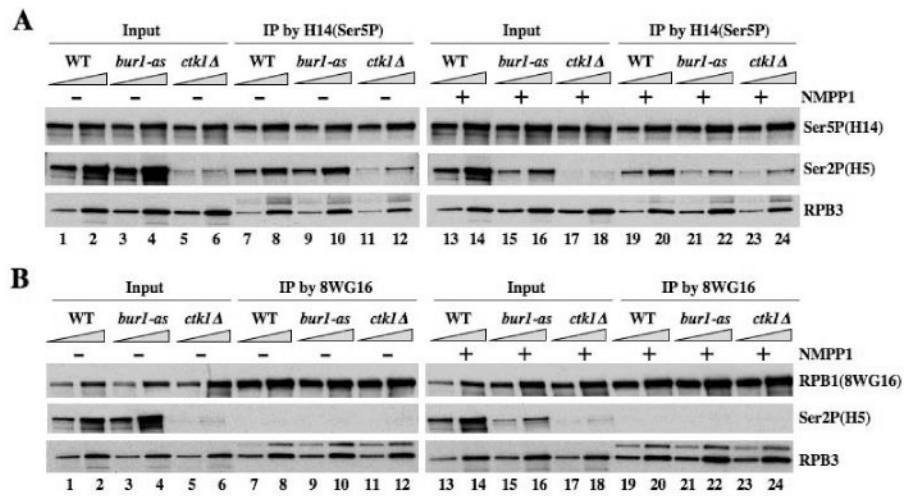 A
Input IP by H14(Ser5P) Input IP by H14(Ser5P)
WT bur1-as ctk1Δ WT bur1-as ctk1Δ WT bur1-as ctk1Δ WT bur1-as ctk1Δ
– – – – – – + + + + + + NMPP1
Ser5P(H14)
Ser2P(H5)
RPB3
1 2 3 4 5 6 7 8 9 10 11 12 13 14 15 16 17 18 19 20 21 22 23 24
B
Input IP by 8WG16 Input IP by 8WG16
WT bur1-as ctk1Δ WT bur1-as ctk1Δ WT bur1-as ctk1Δ WT bur1-as ctk1Δ
– – – – – – + + + + + + NMPP1
RPB1(8WG16)
Ser2P(H5)
RPB3
1 2 3 4 5 6 7 8 9 10 11 12 13 14 15 16 17 18 19 20 21 22 23 24